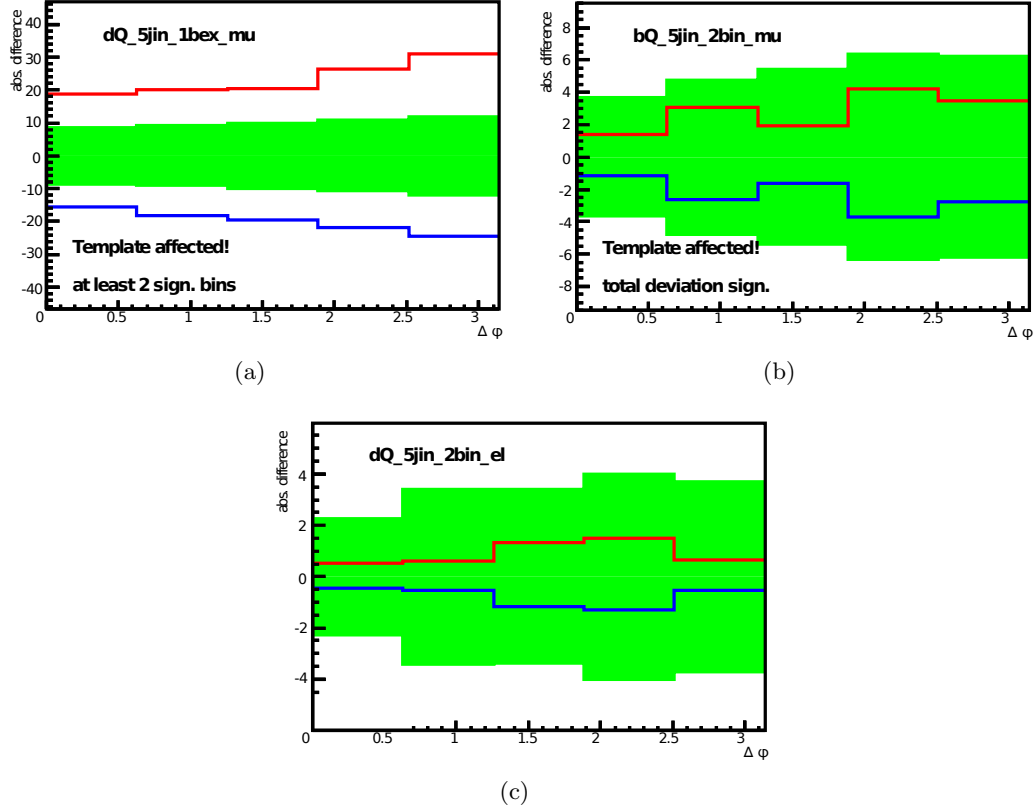 abs. difference
dQ_5jin_1bex_mu
40
30
20
10
0
-10
-20
-30
-40
Template affected!
at least 2 sign. bins
0 0.5 1 1.5 2 2.5 3
Δ φ
(a)
abs. difference
bQ_5jin_2bin_mu
8
6
4
2
0
-2
-4
-6
-8
Template affected!
total deviation sign.
0 0.5 1 1.5 2 2.5 3
Δ φ
(b)
abs. difference
dQ_5jin_2bin_el
4
2
0
-2
-4
0 0.5 1 1.5 2 2.5 3
Δ φ
(c)